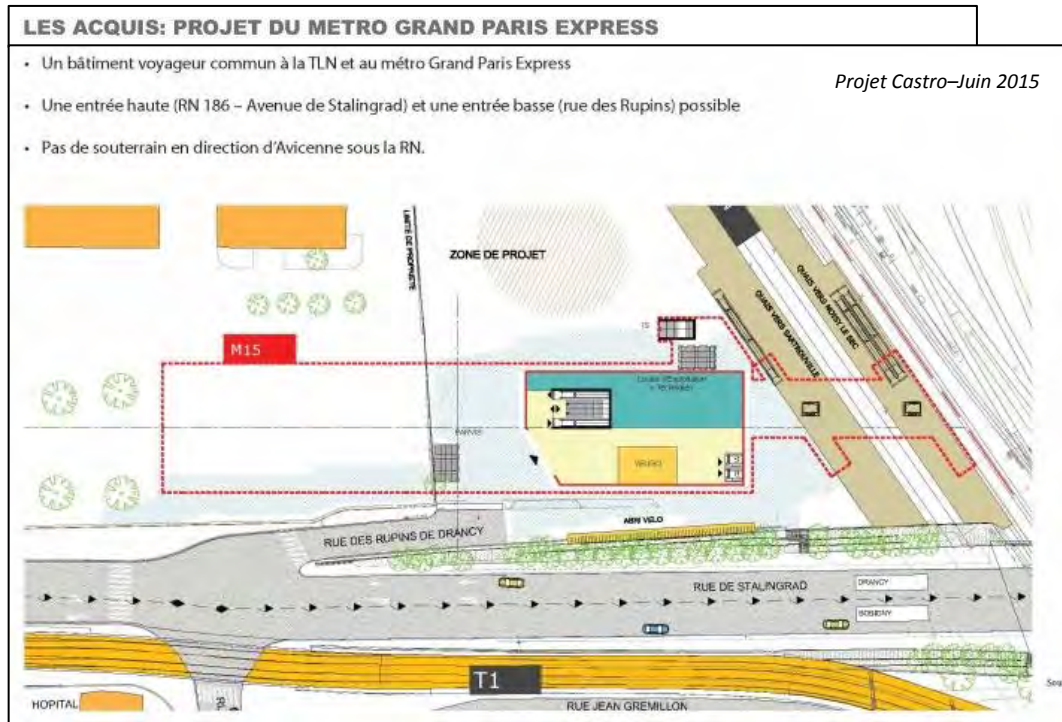 LES ACQUIS: PROJET DU METRO GRAND PARIS EXPRESS
• Un bâtiment voyageur commun à la TLN et au métro Grand Paris Express
Projet Castro–Juin 2015
• Une entrée haute (RN 186 – Avenue de Stalingrad) et une entrée basse (rue des Rupins) possible
• Pas de souterrain en direction d'Avicenne sous la RN.
LIMITE DE PROPRIETE
ZONE DE PROJET
QUAIS VERS SARTROUVILLE
QUAIS VERS NOISY LE SEC
M15
PARVIS
ABRI VELO
RUE DES RUPINS DE DRANCY
RUE DE STALINGRAD
DRANCY
BOBIGNY
T1
HOPITAL
RUE JEAN GREMILLON